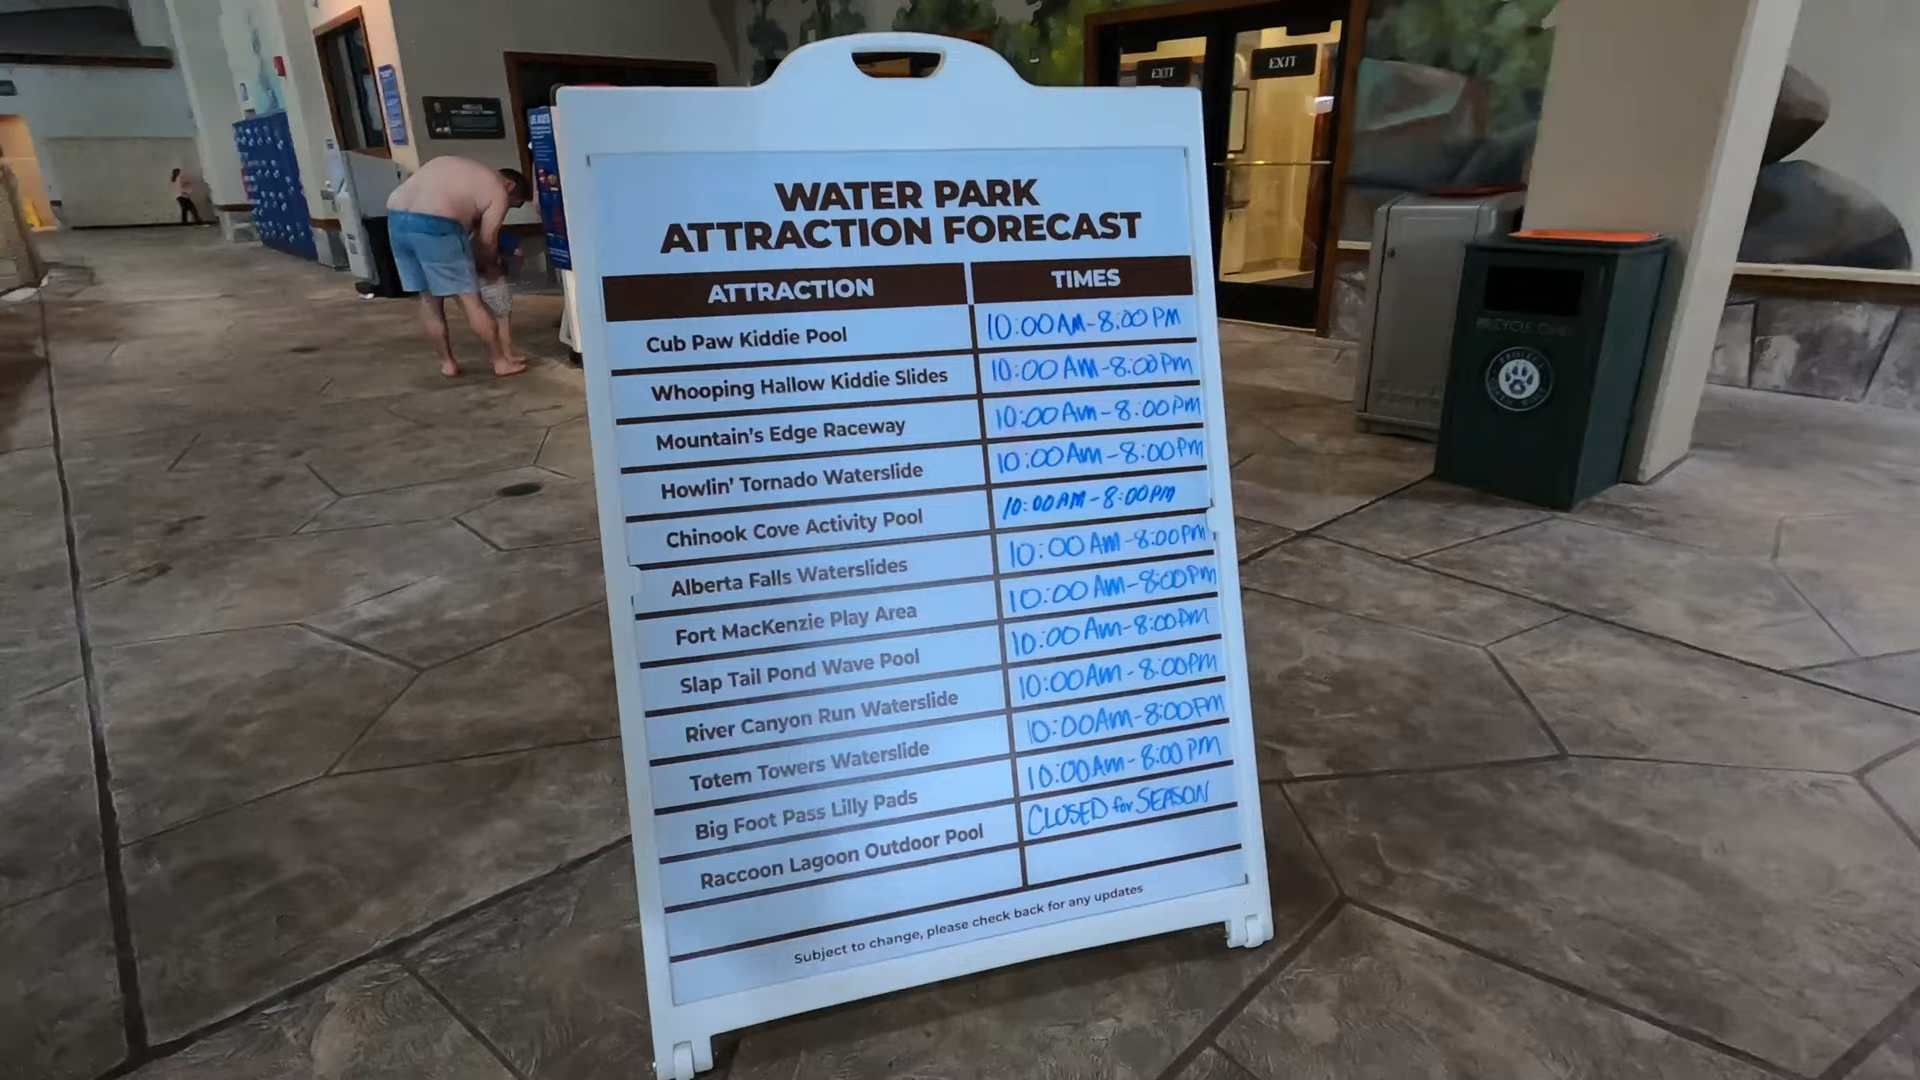 EXIT
EXIT
WATER PARK
ATTRACTION FORECAST
ATTRACTION TIMES
Cub Paw Kiddie Pool 10:00AM-8:00PM
Whooping Hallow Kiddie Slides 10:00AM-8:00PM
Mountain's Edge Raceway 10:00Am-8:00PM
Howlin' Tornado Waterslide 10:00Am-8:00Pm
Chinook Cove Activity Pool 10:00AM-8:00PM
Alberta Falls Waterslides 10:00Am-8:00Pm
Fort MacKenzie Play Area 10:00Am-8:00Pm
Slap Tail Pond Wave Pool 10:00Am-8:00Pm
River Canyon Run Waterslide 10:00Am-8:00Pm
Totem Towers Waterslide 10:00Am-8:00Pm
Big Foot Pass Lilly Pads 10:00Am-8:00PM
Raccoon Lagoon Outdoor Pool CLOSED for SEASON
Subject to change, please check back for any updates